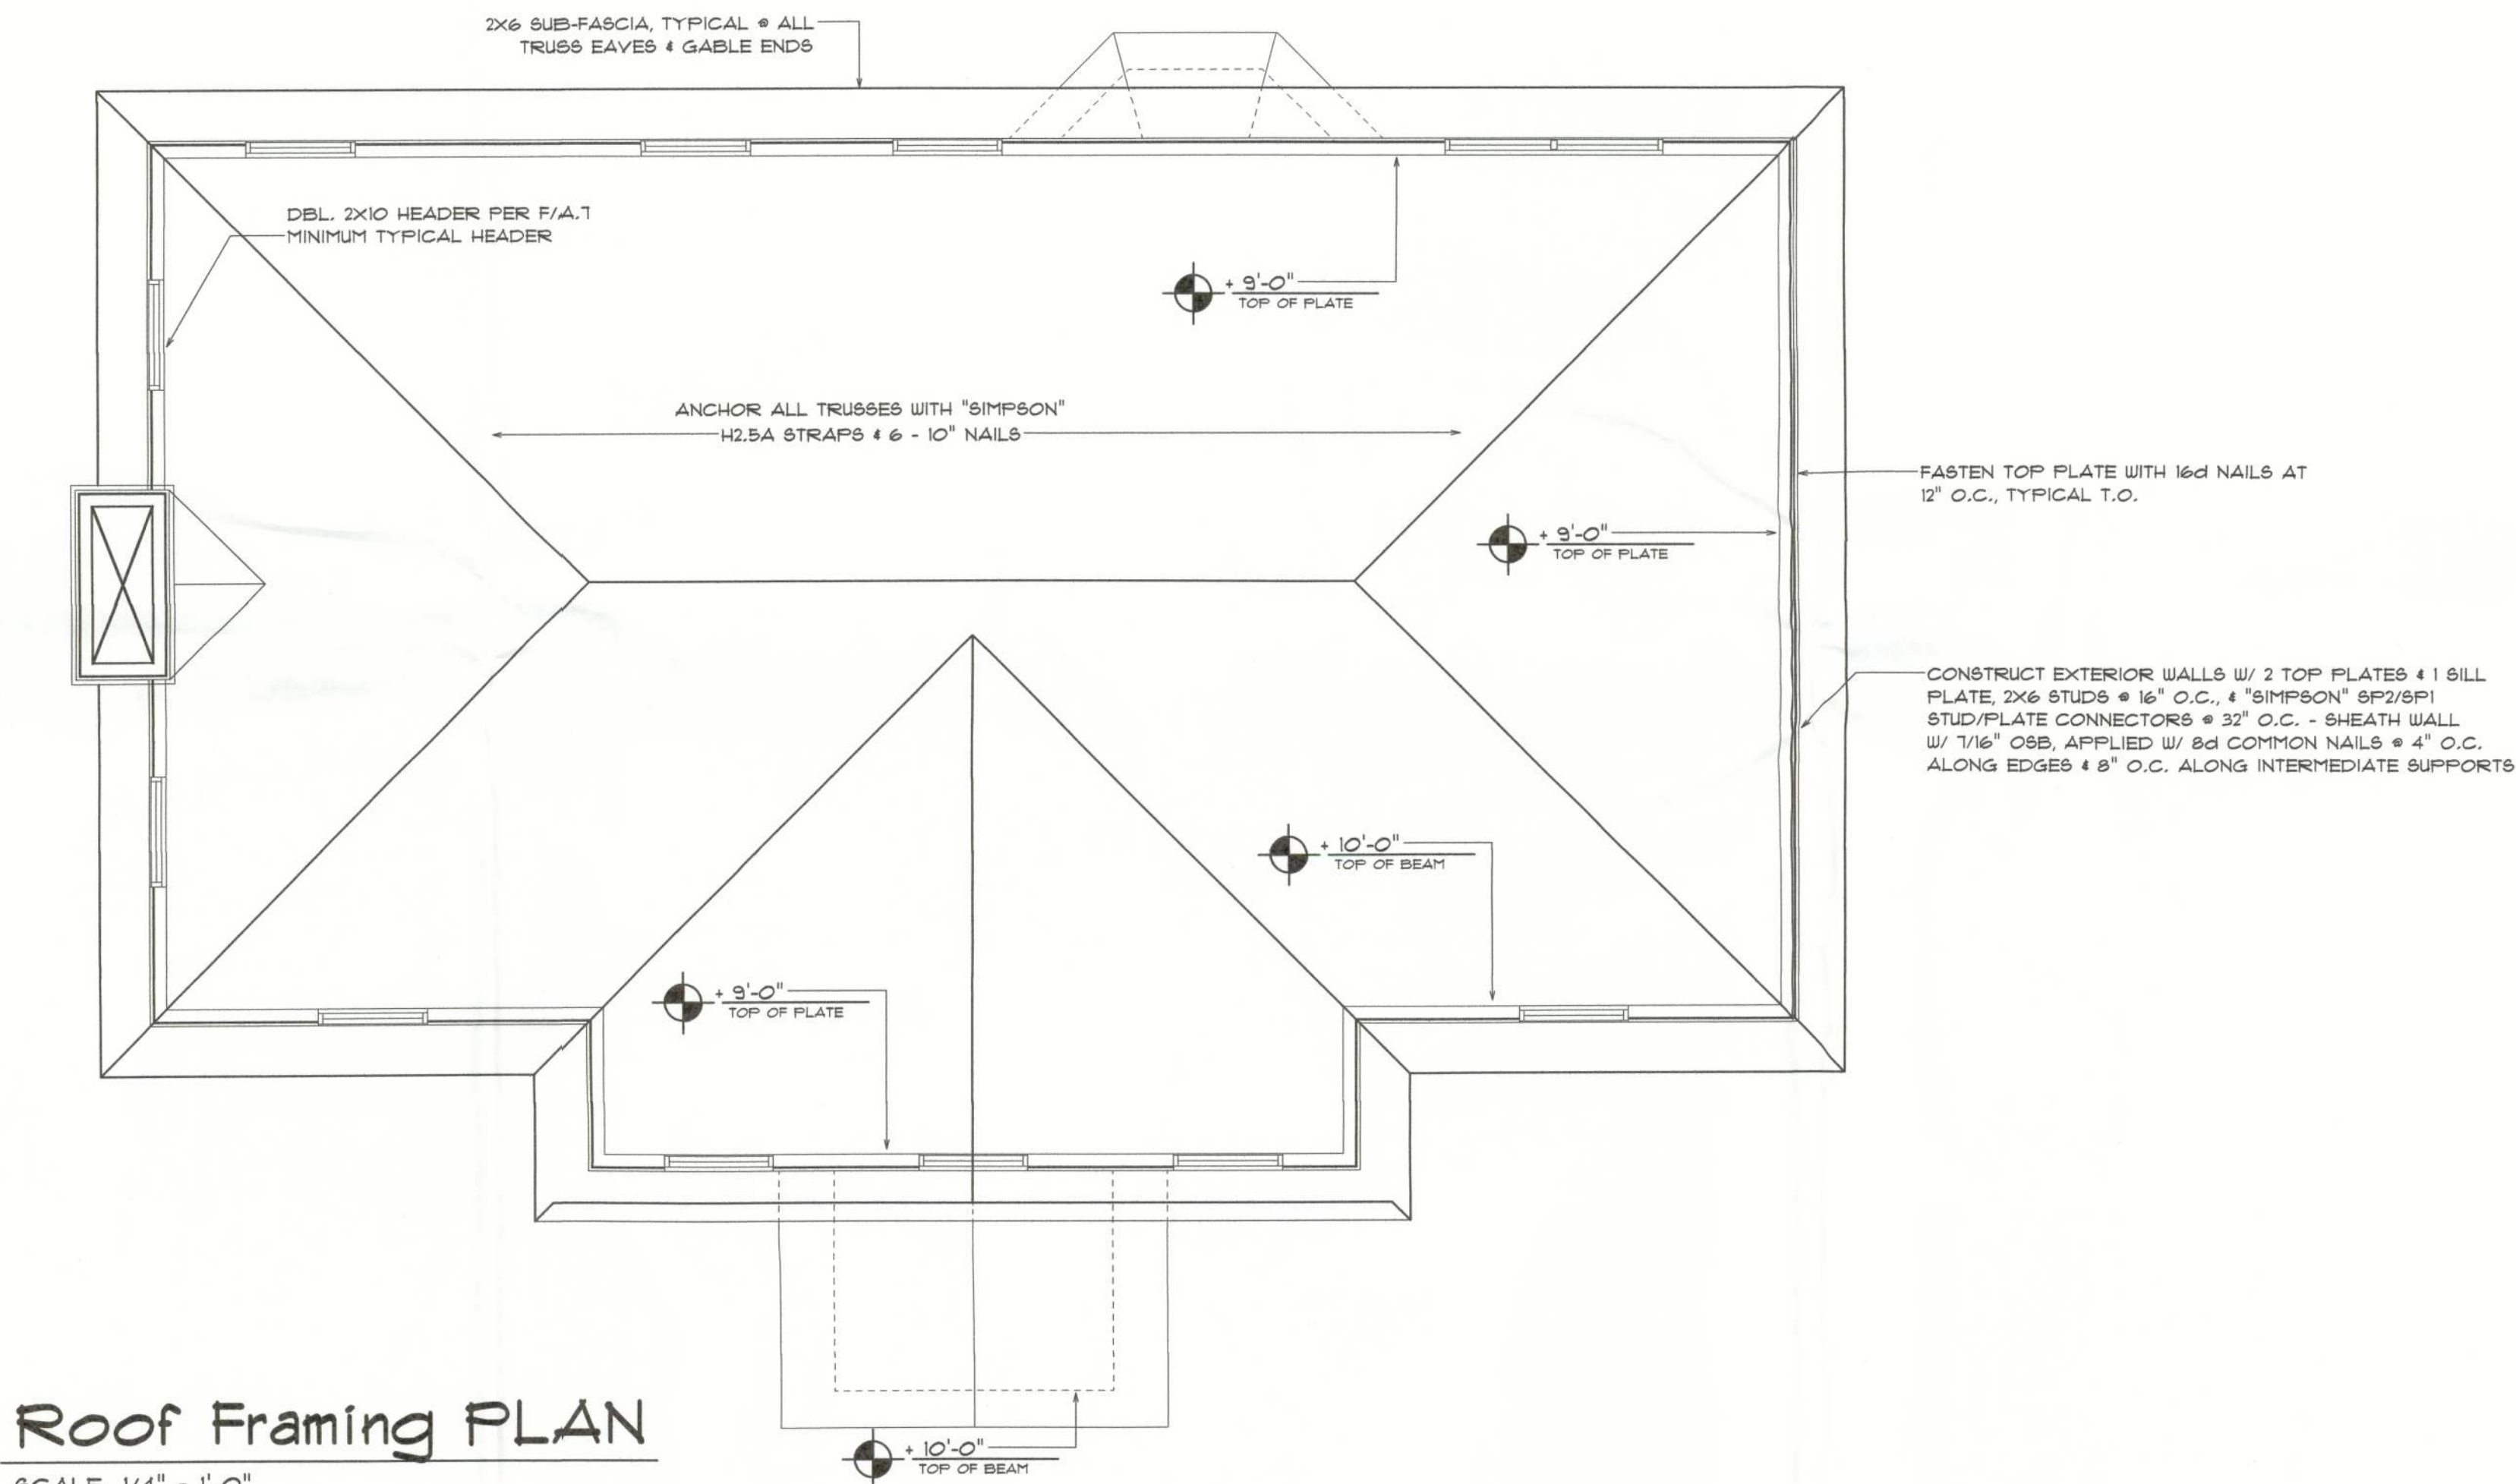 2X6 SUB-FASCIA, TYPICAL @ ALL
TRUSS EAVES & GABLE ENDS
DBL. 2X10 HEADER PER F/A.7
MINIMUM TYPICAL HEADER
+ 9'-0"
TOP OF PLATE
ANCHOR ALL TRUSSES WITH "SIMPSON"
H2.5A STRAPS & 6 - 10" NAILS
FASTEN TOP PLATE WITH 16d NAILS AT
12" O.C., TYPICAL T.O.
+ 9'-0"
TOP OF PLATE
CONSTRUCT EXTERIOR WALLS W/ 2 TOP PLATES & 1 SILL
PLATE, 2X6 STUDS @ 16" O.C., & "SIMPSON" SP2/SP1
STUD/PLATE CONNECTORS @ 32" O.C. - SHEATH WALL
W/ 7/16" OSB, APPLIED W/ 8d COMMON NAILS @ 4" O.C.
ALONG EDGES & 8" O.C. ALONG INTERMEDIATE SUPPORTS
+ 10'-0"
TOP OF BEAM
+ 9'-0"
TOP OF PLATE
Roof Framing PLAN
SCALE 1/4" = 1'-0"
+ 10'-0"
TOP OF BEAM